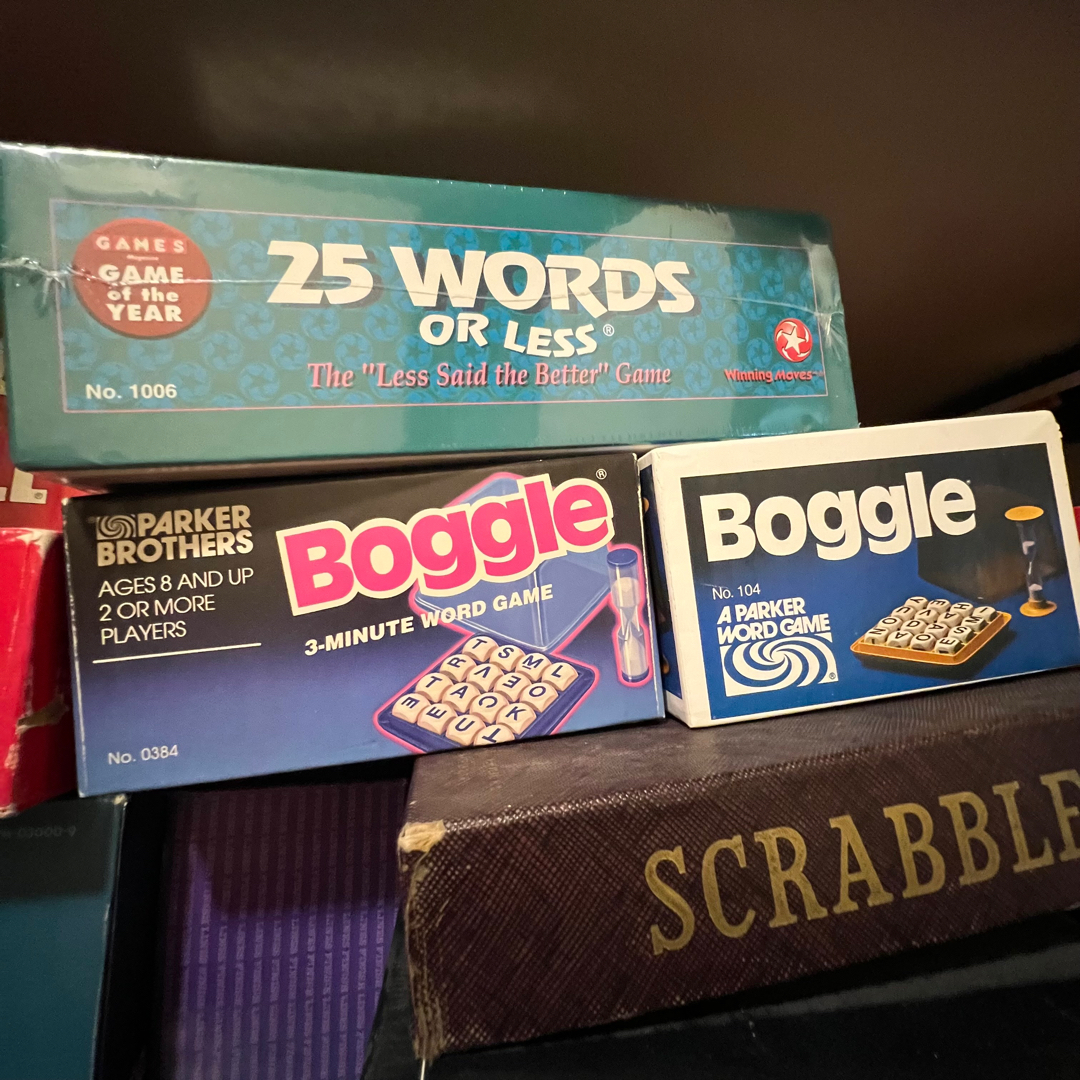 GAMES
Magazine
GAME
of the
YEAR
25 WORDS
OR LESS®
The "Less Said the Better" Game
No. 1006
Winning Moves™
PARKER
BROTHERS
AGES 8 AND UP
2 OR MORE
PLAYERS
No. 0384
Boggle®
3-MINUTE WORD GAME
Boggle
No. 104
A PARKER
WORD GAME
®
SCRABBLE